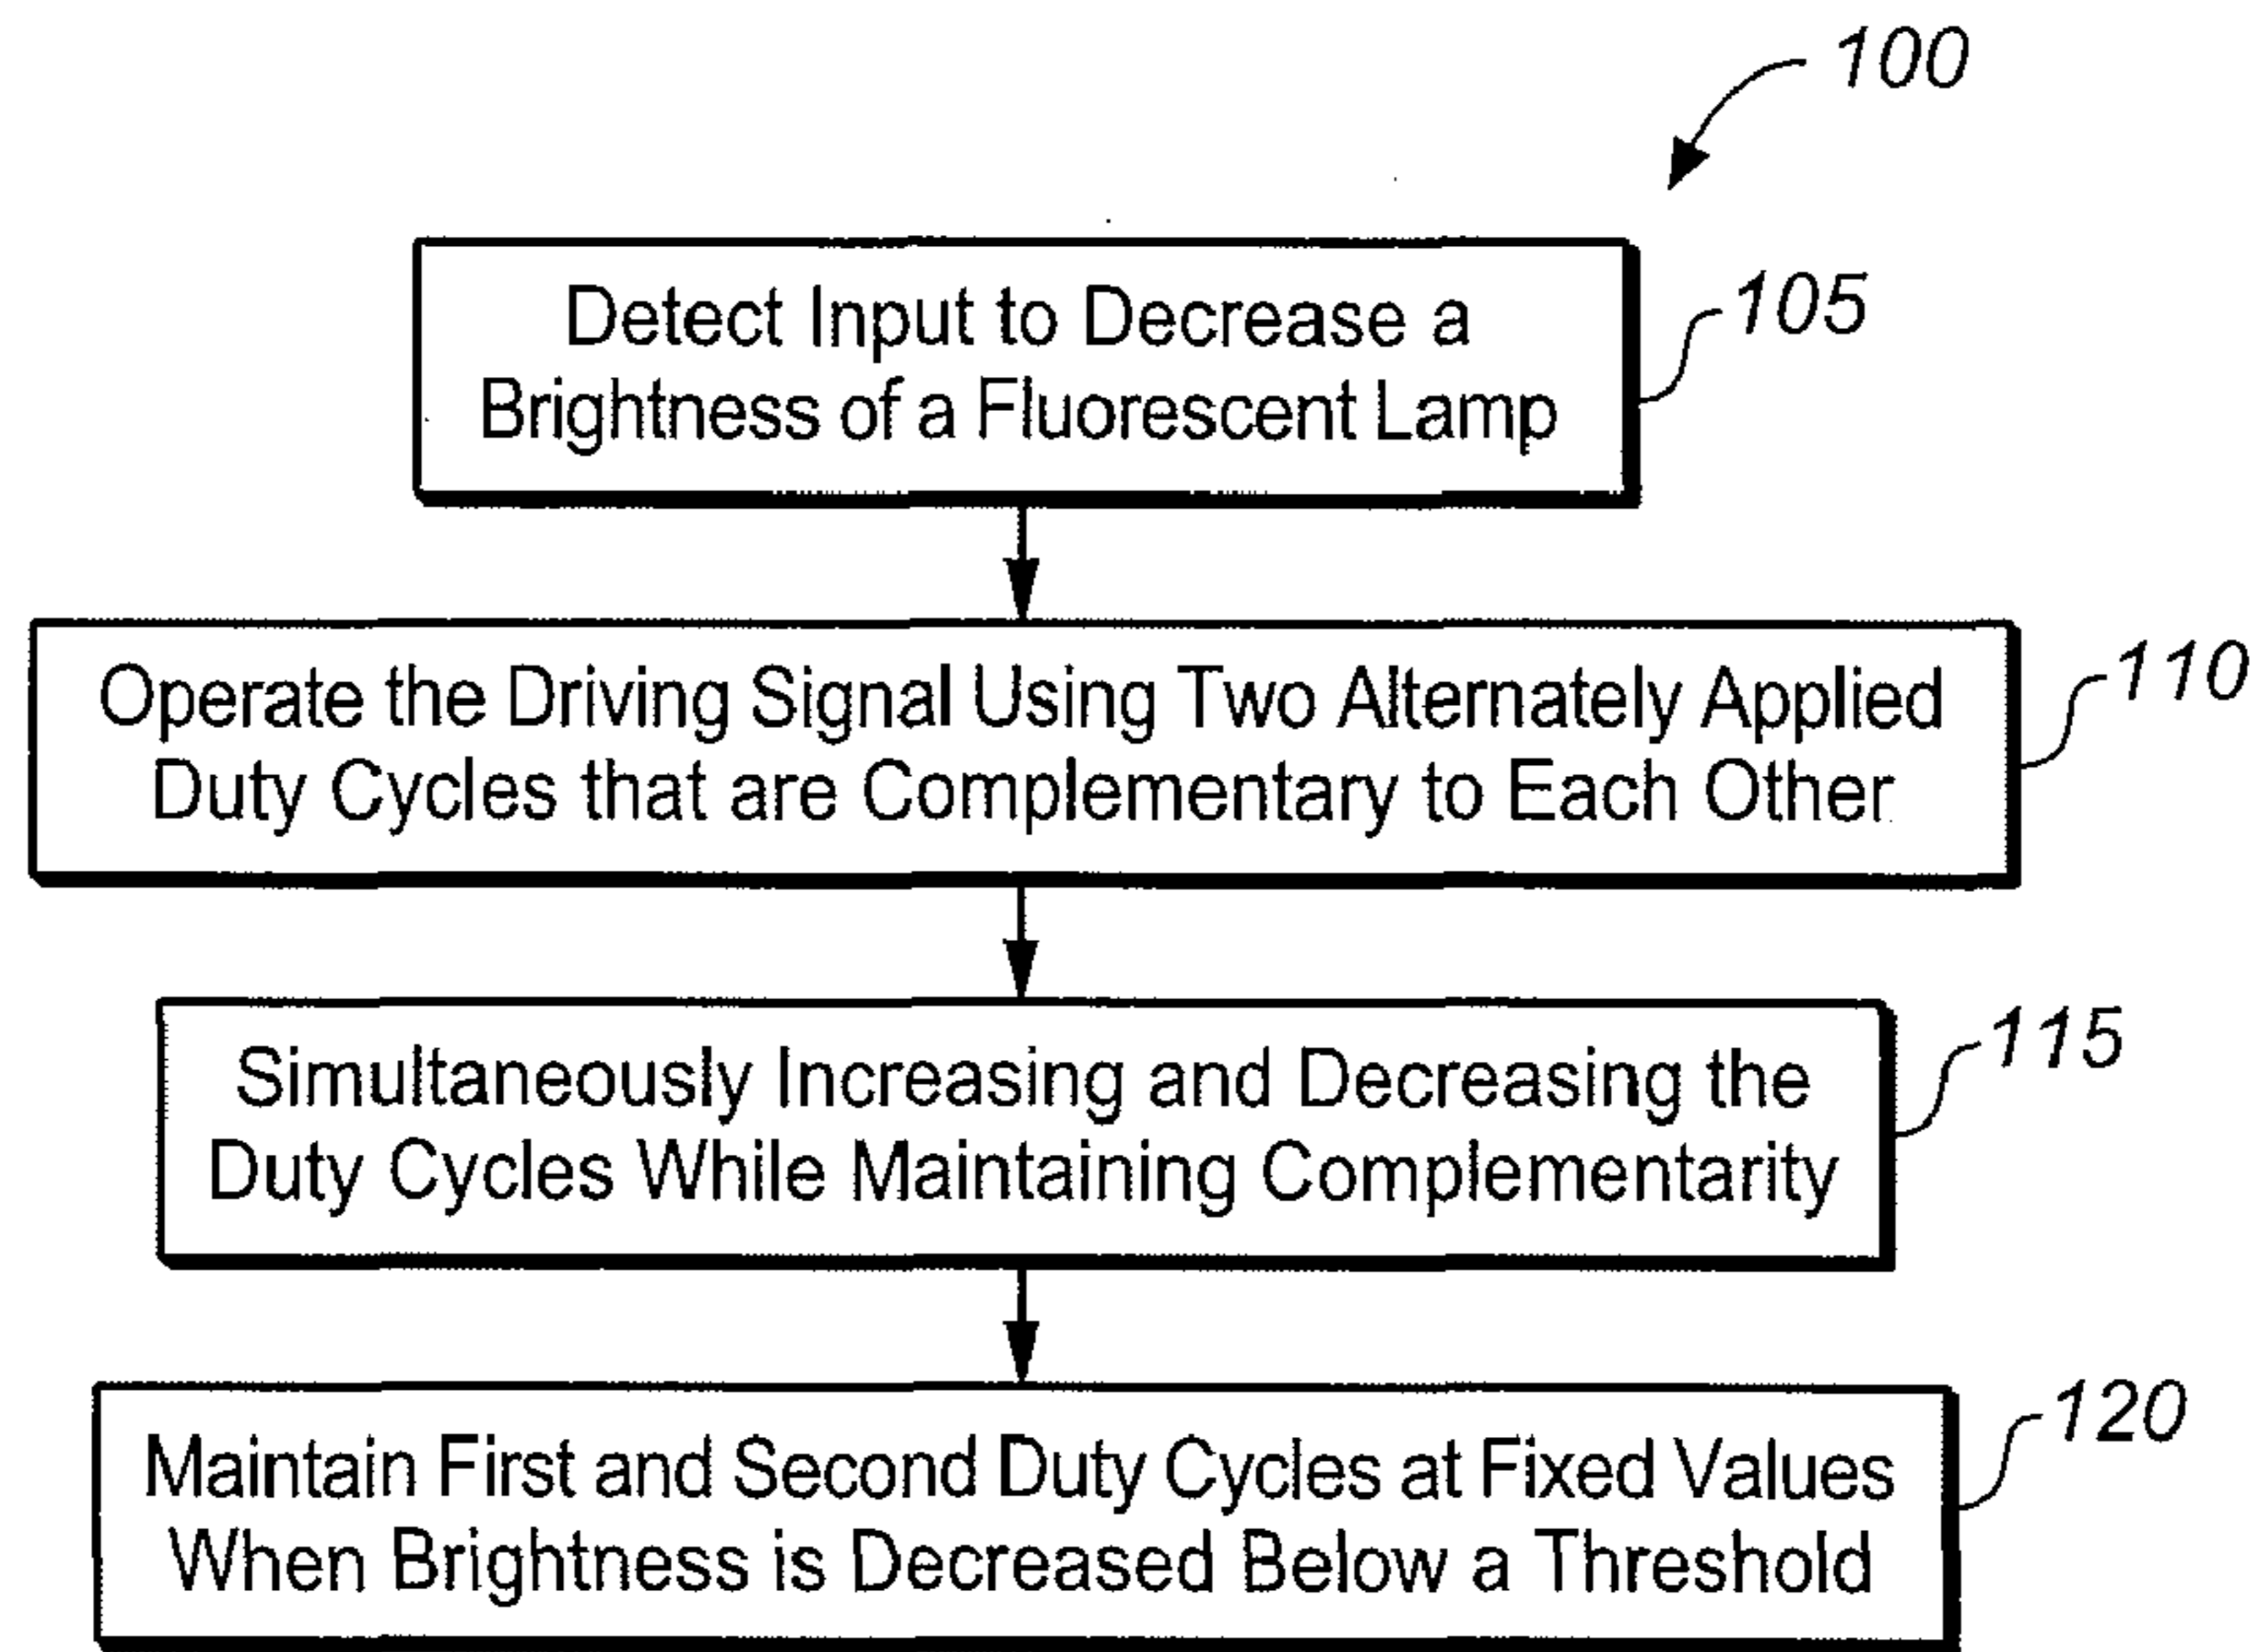 100
Detect Input to Decrease a
Brightness of a Fluorescent Lamp
105
Operate the Driving Signal Using Two Alternately Applied
Duty Cycles that are Complementary to Each Other
110
Simultaneously Increasing and Decreasing the
Duty Cycles While Maintaining Complementarity
115
Maintain First and Second Duty Cycles at Fixed Values
When Brightness is Decreased Below a Threshold
120